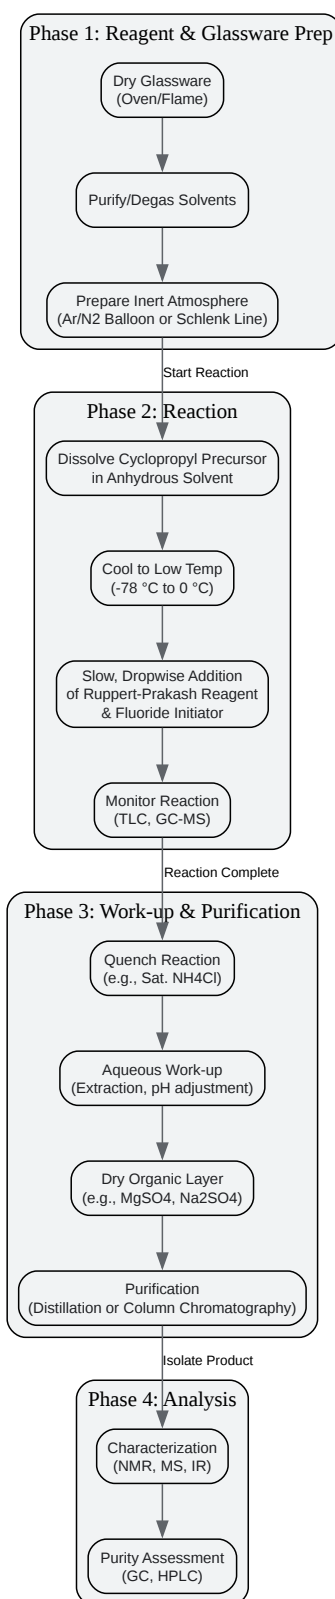 Phase 1: Reagent & Glassware Prep
Dry Glassware
(Oven/Flame)
Purify/Degas Solvents
Prepare Inert Atmosphere
(Ar/N2 Balloon or Schlenk Line)
Start Reaction
Phase 2: Reaction
Dissolve Cyclopropyl Precursor
in Anhydrous Solvent
Cool to Low Temp
(-78 °C to 0 °C)
Slow, Dropwise Addition
of Ruppert-Prakash Reagent
& Fluoride Initiator
Monitor Reaction
(TLC, GC-MS)
Reaction Complete
Phase 3: Work-up & Purification
Quench Reaction
(e.g., Sat. NH4Cl)
Aqueous Work-up
(Extraction, pH adjustment)
Dry Organic Layer
(e.g., MgSO4, Na2SO4)
Purification
(Distillation or Column Chromatography)
Isolate Product
Phase 4: Analysis
Characterization
(NMR, MS, IR)
Purity Assessment
(GC, HPLC)